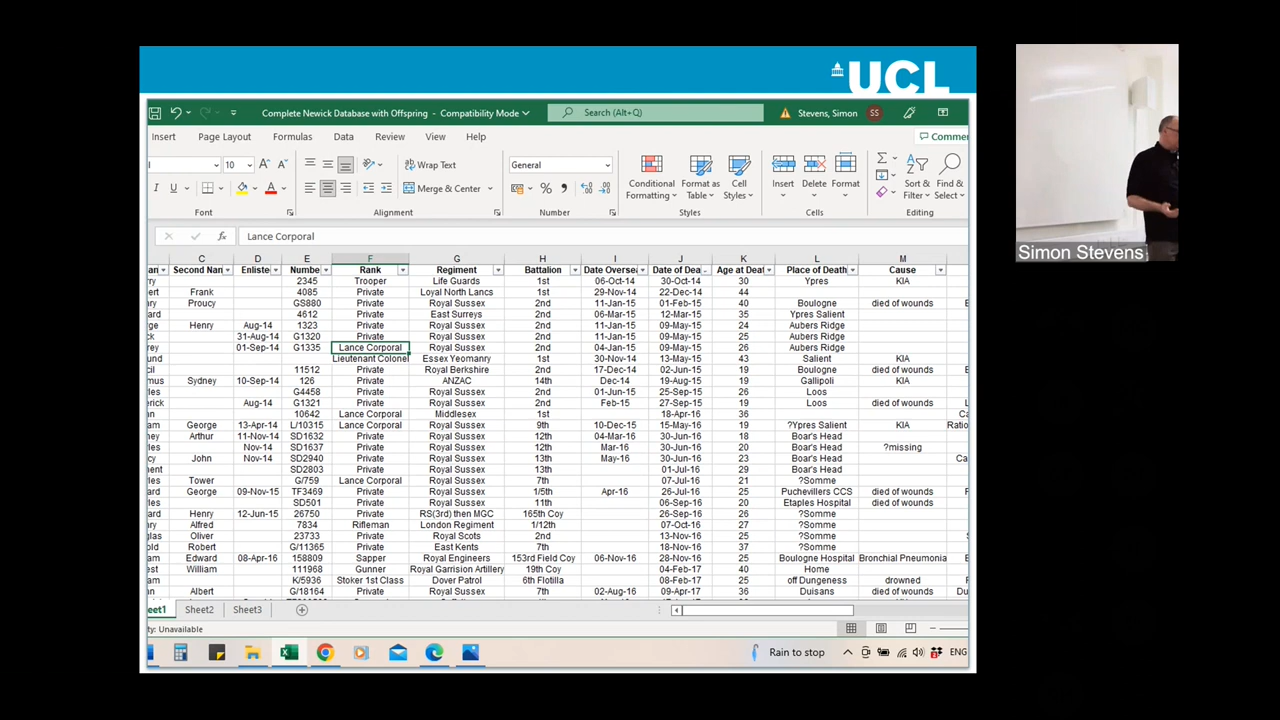 UCL
Complete Newick Database with Offspring - Compatibility Mode
Search (Alt+Q)
Stevens, Simon SS
Insert Page Layout Formulas Data Review View Help Commer
10 A A Wrap Text General
I U A Merge & Center % Conditional Formatting Format as Table Cell Styles Insert Delete Format Sort & Filter Find & Select
Font Alignment Number Styles Cells Editing
fx Lance Corporal
C D E F G H I J K L M
Second Nar Enliste Numbe Rank Regiment Battalion Date Oversea Date of Dea Age at Deat Place of Death Cause
2345 Trooper Life Guards 1st 06-Oct-14 30-Oct-14 30 Ypres KIA
Frank 4085 Private Loyal North Lancs 29-Nov-14 22-Dec-14 44
Proucy GS880 Private Royal Sussex 2nd 11-Jan-15 01-Feb-15 40 Boulogne died of wounds
4612 Private East Surreys 2nd 06-Mar-15 12-Mar-15 35 Ypres Salient
Henry Aug-14 1323 Private Royal Sussex 2nd 11-Jan-15 09-May-15 24 Aubers Ridge
31-Aug-14 G1320 Private Royal Sussex 2nd 11-Jan-15 09-May-15 25 Aubers Ridge
01-Sep-14 G1335 Lance Corporal Royal Sussex 2nd 04-Jan-15 09-May-15 26 Aubers Ridge
Lieutenant Colonel Essex Yeomanry 1st 30-Nov-14 13-May-15 43 Salient KIA
11512 Private Royal Berkshire 2nd 17-Dec-14 02-Jun-15 19 Boulogne died of wounds
Sydney 10-Sep-14 126 Private ANZAC 14th Dec-14 19-Aug-15 21 Gallipoli KIA
G4458 Private Royal Sussex 2nd 01-Jun-15 25-Sep-15 19 Loos
Aug-14 G1321 Private Royal Sussex 2nd Feb-15 27-Sep-15 19 Loos died of wounds
10642 Lance Corporal Middlesex 1st 18-Apr-16 36
George 13-Apr-14 L/10315 Lance Corporal Royal Sussex 9th 10-Dec-15 15-May-16 19 ?Ypres Salient KIA Ratio
Arthur 11-Nov-14 SD1632 Private Royal Sussex 12th 04-Mar-16 30-Jun-16 18 Boar's Head
Nov-14 SD1637 Private Royal Sussex 12th Mar-16 30-Jun-16 20 Boar's Head ?missing
John Nov-14 SD2940 Private Royal Sussex 13th May-16 30-Jun-16 23 Boar's Head
SD2803 Private Royal Sussex 13th 01-Jul-16 29 Boar's Head
Tower G/759 Lance Corporal Royal Sussex 7th 07-Jul-16 21 ?Somme
George 09-Nov-15 TF3469 Private Royal Sussex 1/5th Apr-16 26-Jul-16 25 Puchevillers CCS died of wounds
SD501 Private Royal Sussex 11th 06-Sep-16 20 Etaples Hospital died of wounds
Henry 12-Jun-15 26750 Private RS(3rd) then MGC 165th Coy 26-Sep-16 26 ?Somme
Alfred 7834 Rifleman London Regiment 1/12th 07-Oct-16 27 ?Somme
Oliver 23733 Private Royal Scots 2nd 13-Nov-16 25 ?Somme
Robert G/11365 Private East Kents 7th 18-Nov-16 37 ?Somme
Edward 08-Apr-16 158809 Sapper Royal Engineers 153rd Field Coy 06-Nov-16 28-Nov-16 25 Boulogne Hospital Bronchial Pneumonia
William 111968 Gunner Royal Garrision Artillery 19th Coy 04-Feb-17 40 Home
K/5936 Stoker 1st Class Dover Patrol 6th Flotilla 08-Feb-17 25 off Dungeness drowned
Albert G/18164 Private Royal Sussex 7th 02-Aug-16 09-Apr-17 36 Duisans died of wounds
eet1 Sheet2 Sheet3
ty: Unavailable
Rain to stop ENG
Simon Stevens